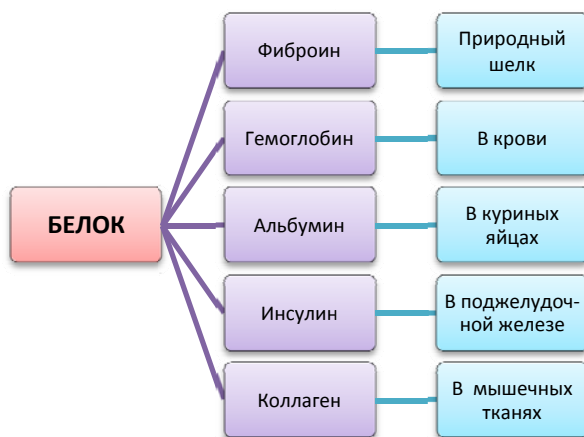 БЕЛОК
Фиброин
Природный
шелк
Гемоглобин
В крови
Альбумин
В куриных
яйцах
Инсулин
В поджелудоч-
ной железе
Коллаген
В мышечных
тканях